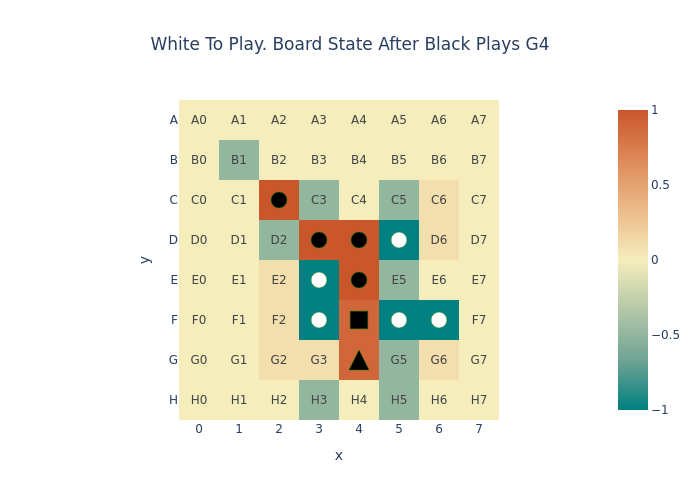 White To Play. Board State After Black Plays G4
A A0 A1 A2 A3 A4 A5 A6 A7
B B0 B1 B2 B3 B4 B5 B6 B7
C C0 C1 C3 C4 C5 C6 C7
D D0 D1 D2 D6 D7
E E0 E1 E2 E5 E6 E7
F F0 F1 F2 F7
G G0 G1 G2 G3 G5 G6 G7
H H0 H1 H2 H3 H4 H5 H6 H7
0 1 2 3 4 5 6 7
x
y
1
0.5
0
−0.5
−1